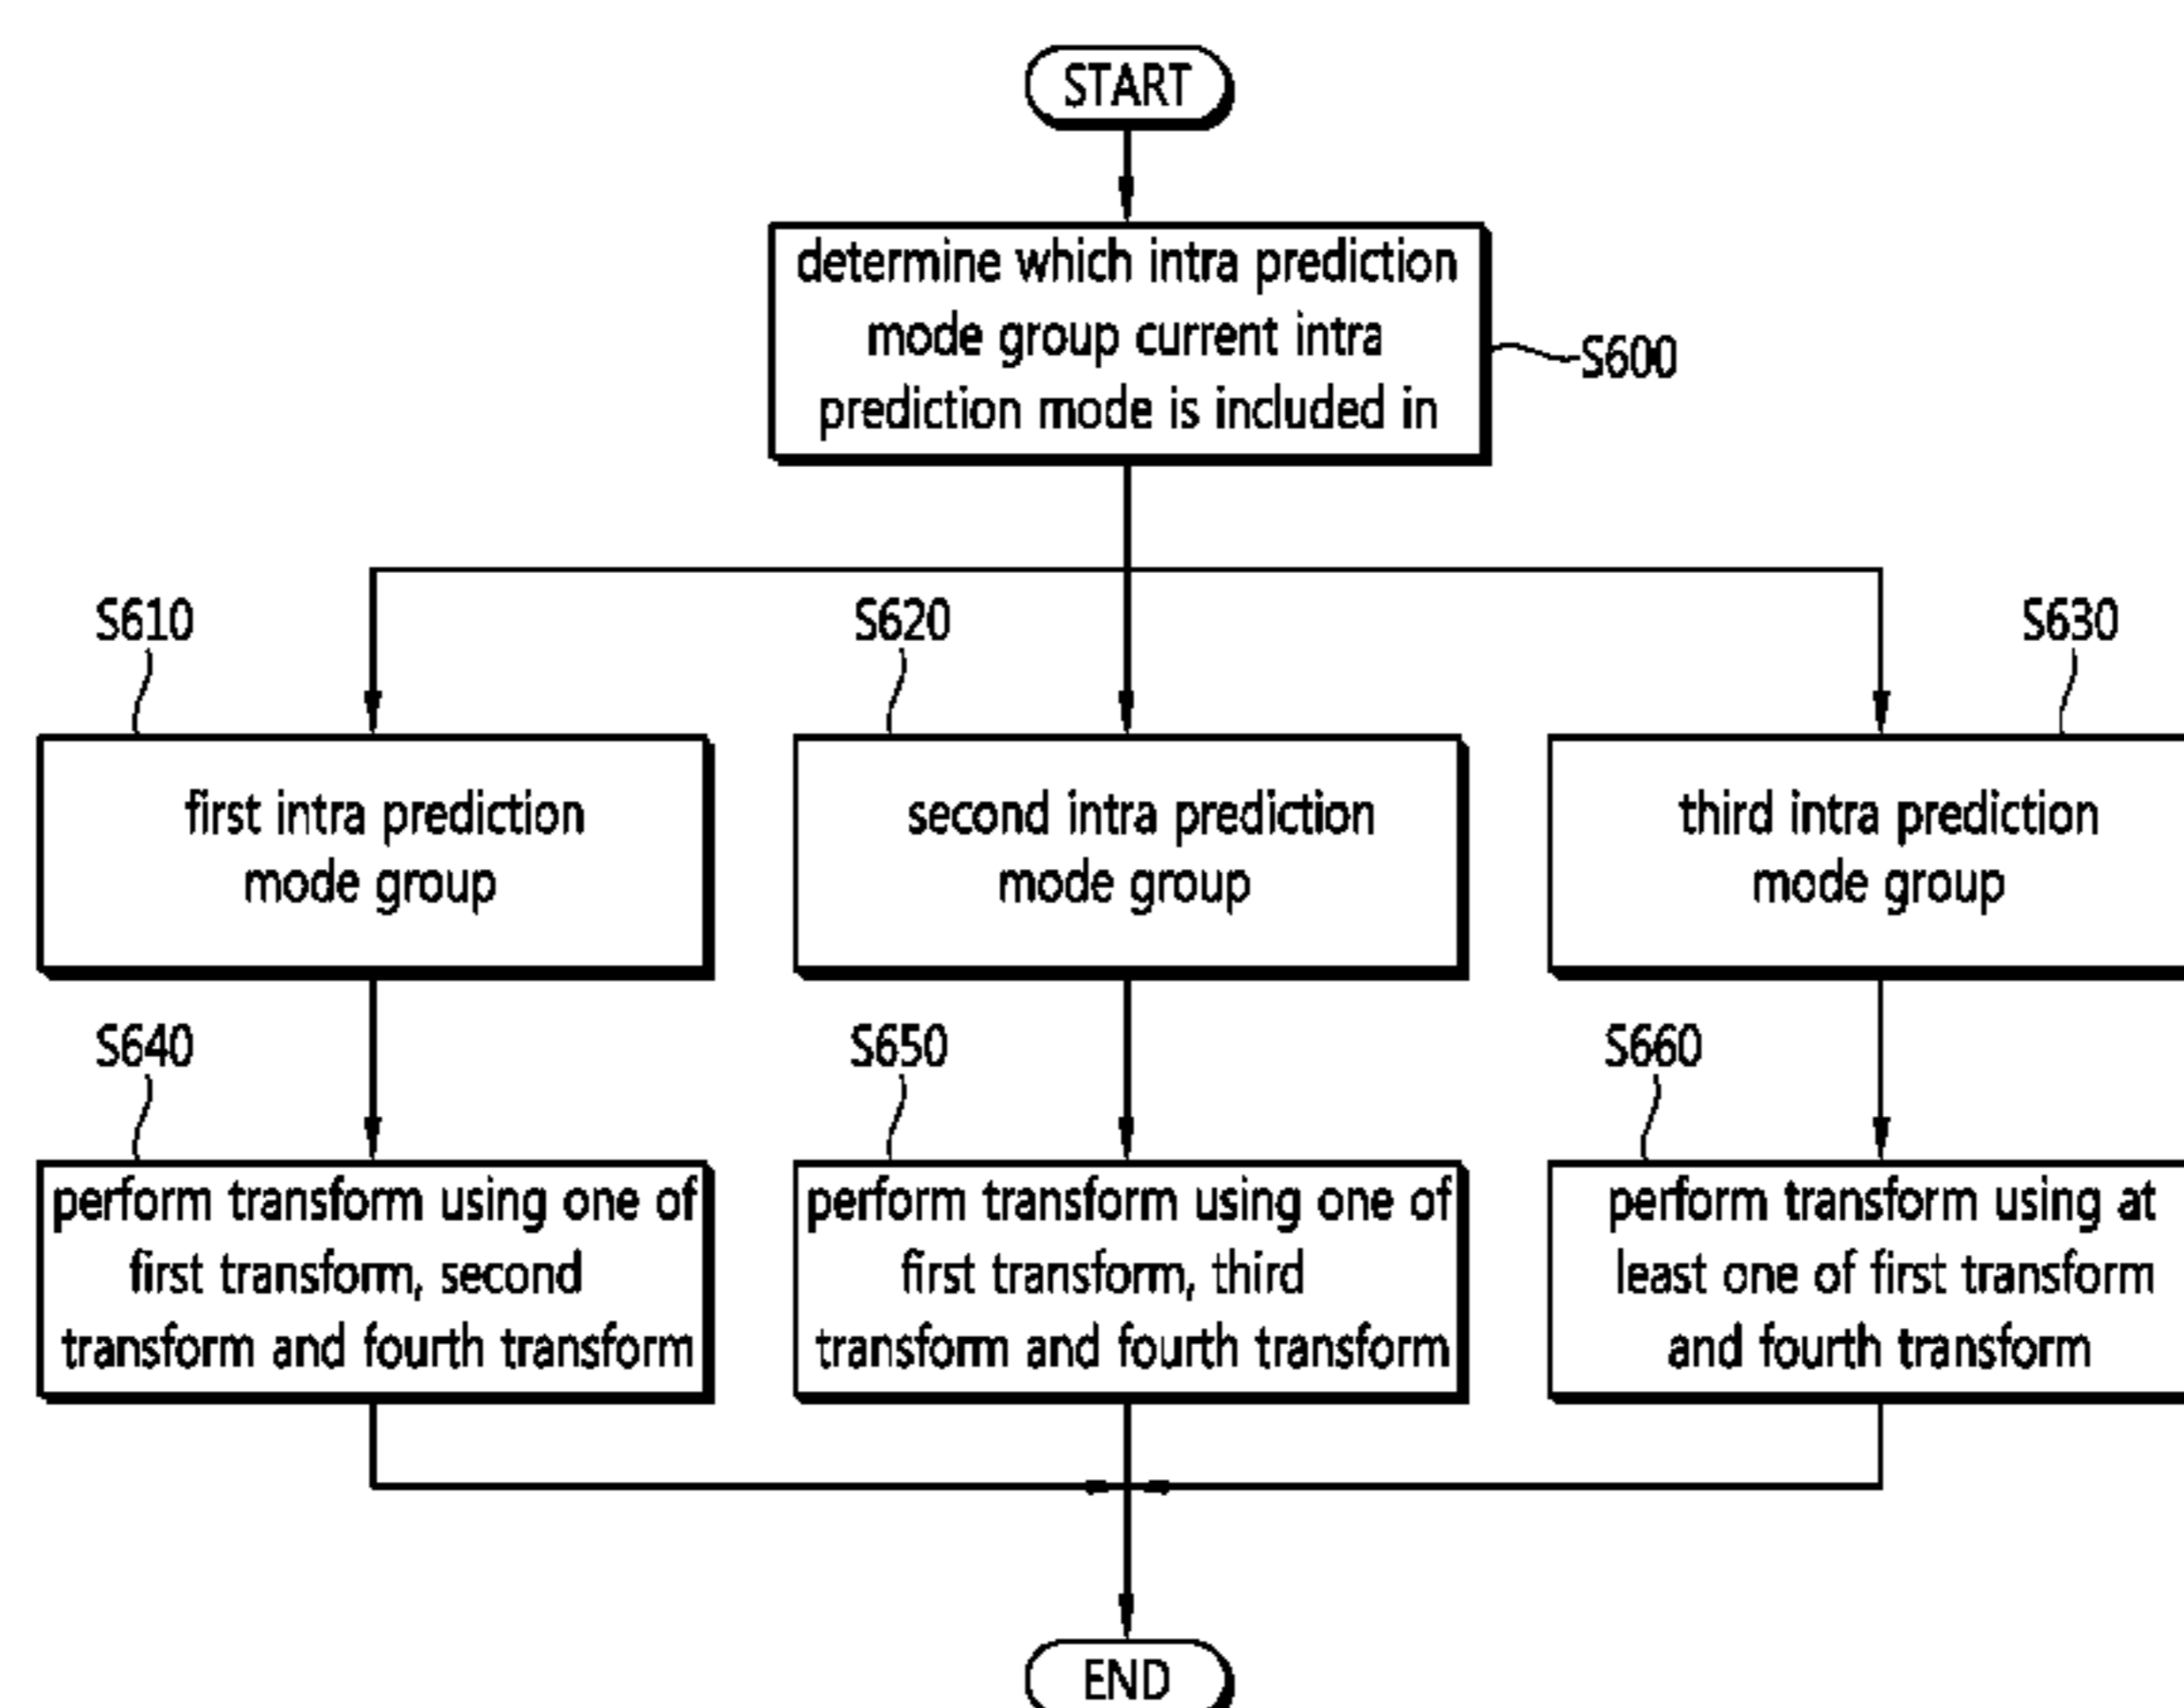 START
determine which intra prediction
mode group current intra
prediction mode is included in
S600
S610
S620
S630
first intra prediction
mode group
second intra prediction
mode group
third intra prediction
mode group
S640
S650
S660
perform transform using one of
first transform, second
transform and fourth transform
perform transform using one of
first transform, third
transform and fourth transform
perform transform using at
least one of first transform
and fourth transform
END